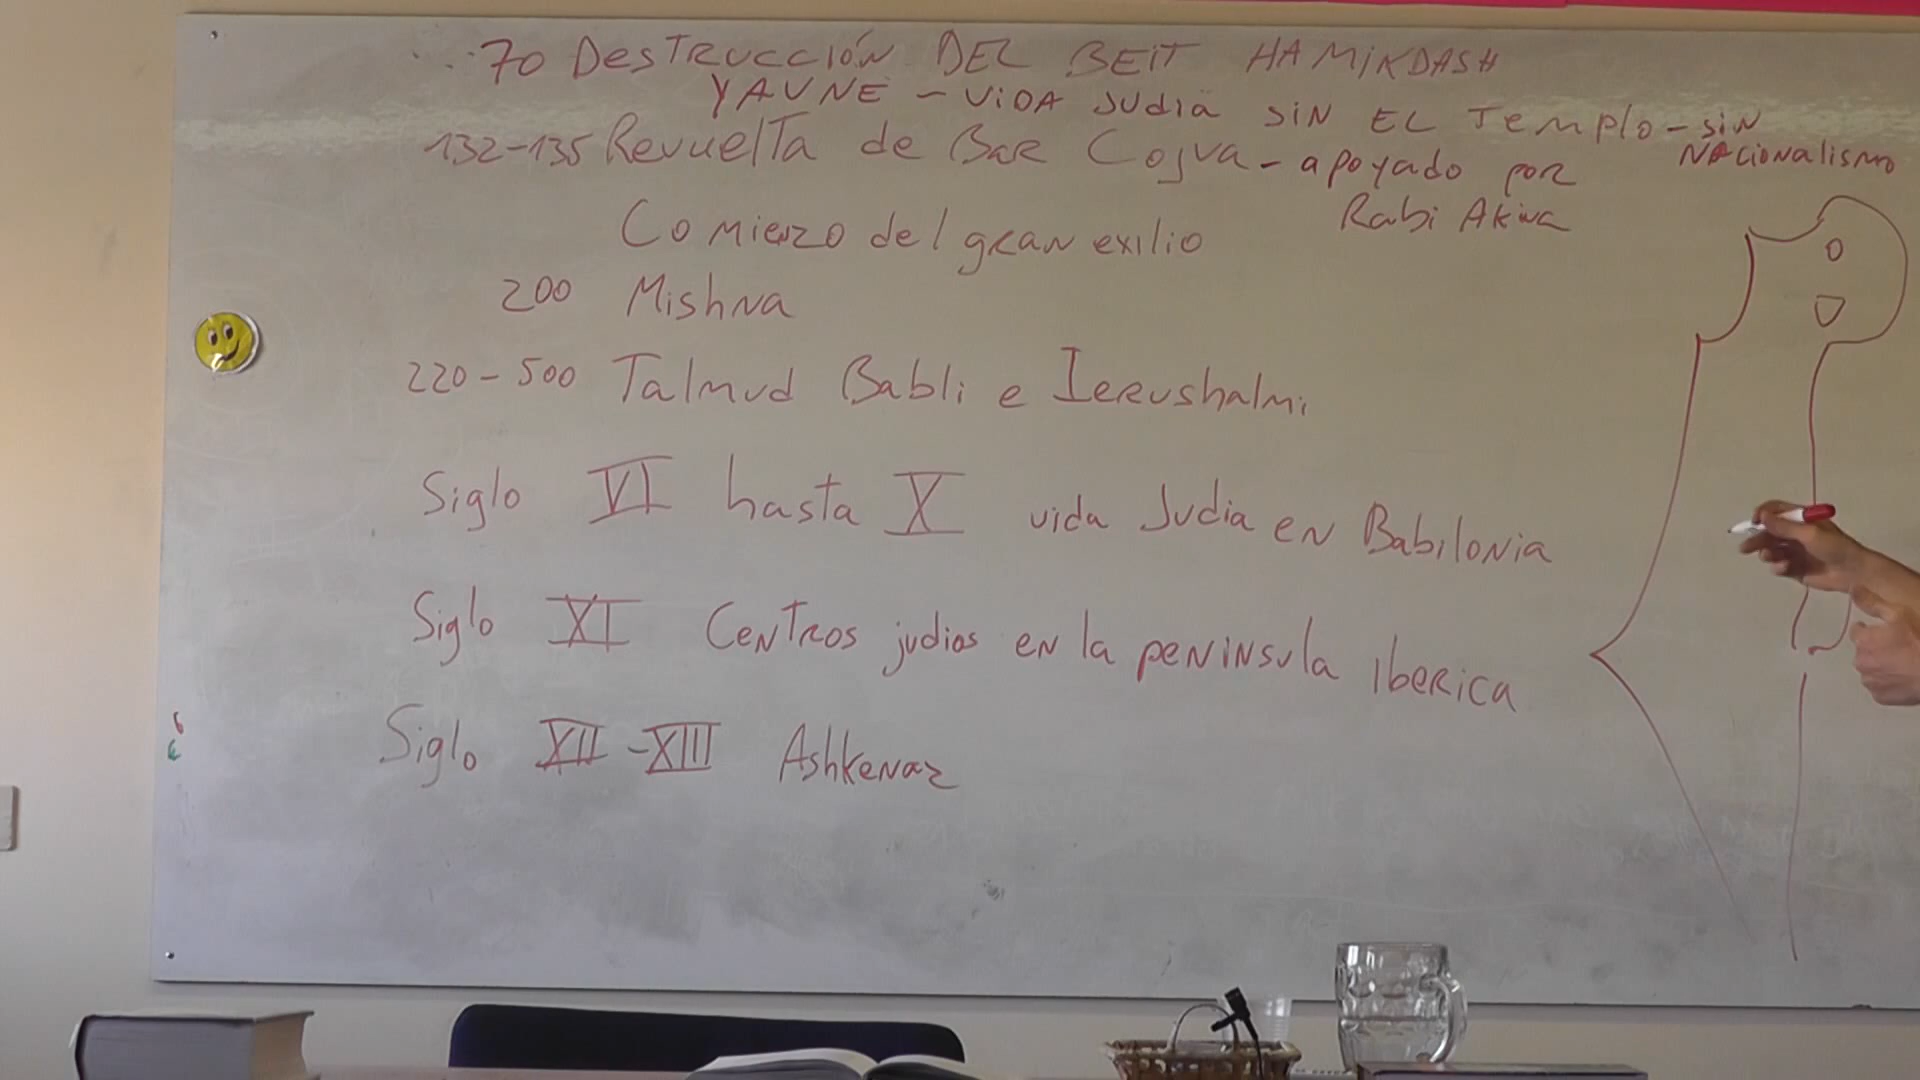 70 DESTRUCCIÓN DEL BEIT HAMIKDASH
YAVNE - VIDA JUDIA SIN EL TEMPLO - SIN NACIONALISMO
132-135 Revuelta de Bar Cojva - apoyado por Rabi Akiva
Comienzo del gran exilio
200 Mishna
220-500 Talmud Babli e Ierushalmi
Siglo VI hasta X vida Judia en Babilonia
Siglo XI Centros judios en la peninsula Iberica
Siglo XII-XIII Ashkenaz